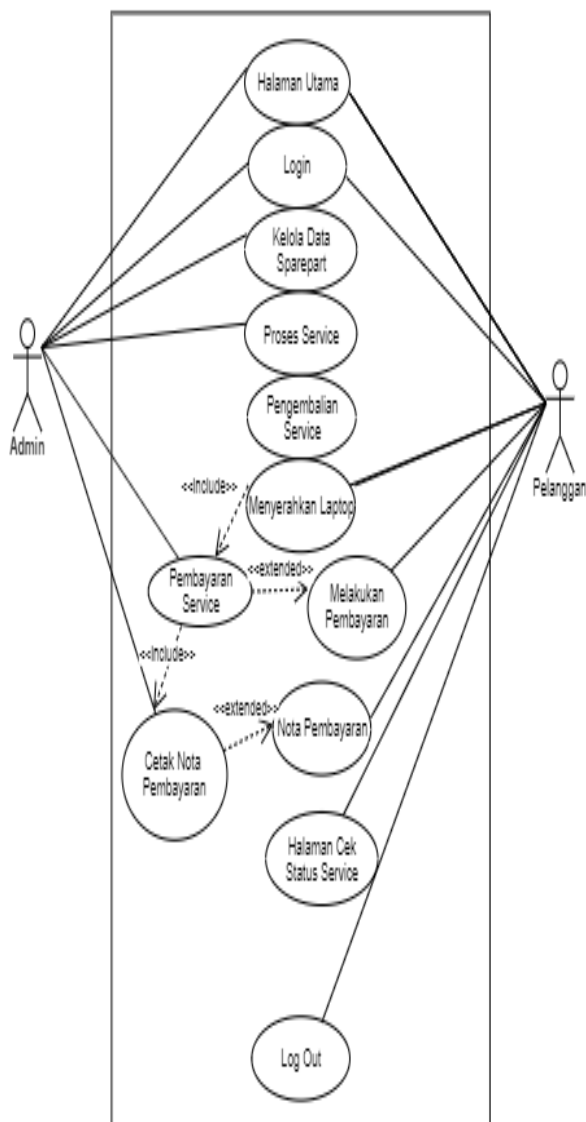 Halaman Utama
Login
Kelola Data
Sparepart
Proses Service
Pengembalian
Service
Admin
Pelanggan
<<Include>>
Menyerahkan Laptop
Pembayaran
Service
<<extended>>
Melakukan
Pembayaran
<<Include>>
<<extended>>
Nota Pembayaran
Cetak Nota
Pembayaran
Halaman Cek
Status Service
Log Out